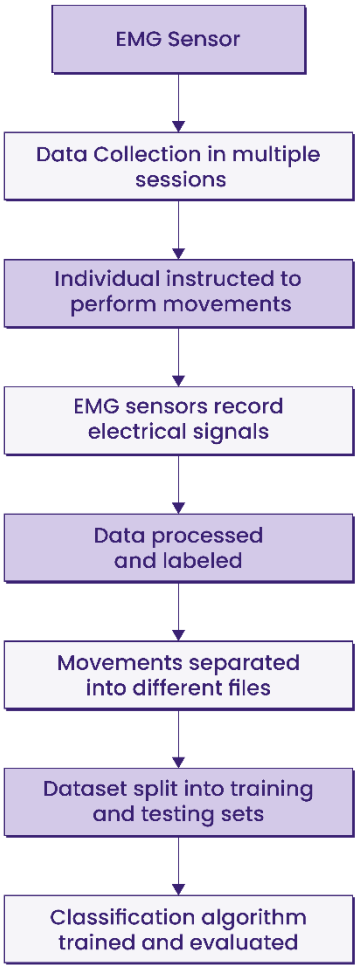 EMG Sensor
Data Collection in multiple
sessions
Individual instructed to
perform movements
EMG sensors record
electrical signals
Data processed
and labeled
Movements separated
into different files
Dataset split into training
and testing sets
Classification algorithm
trained and evaluated